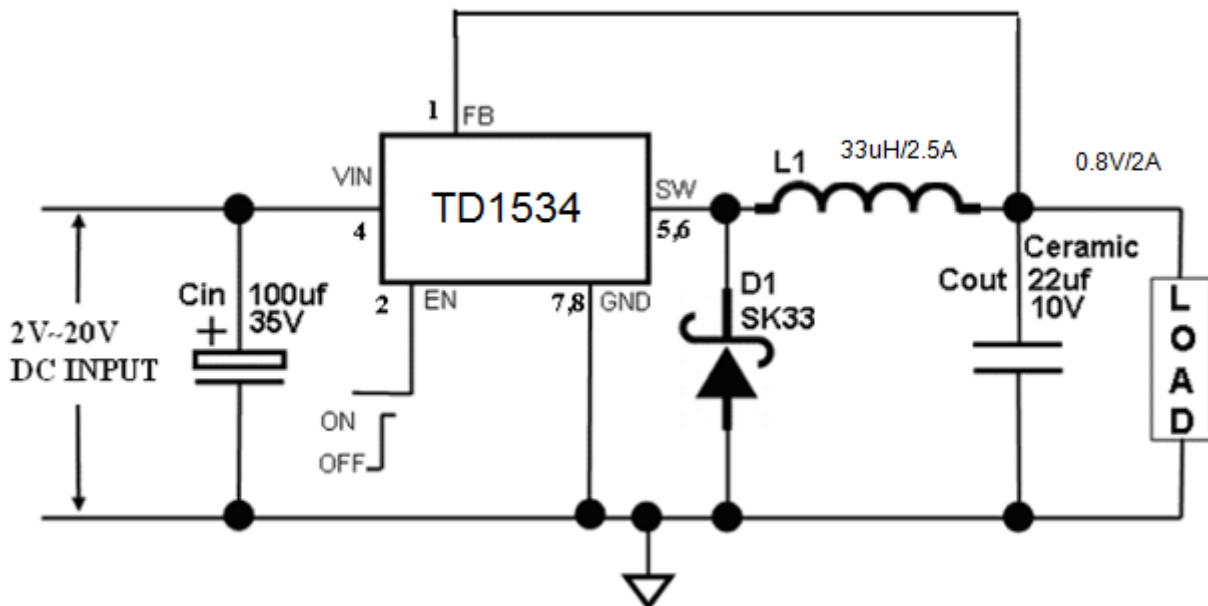 1
FB
VIN
4
TD1534
SW
5,6
L1
33uH/2.5A
0.8V/2A
2
EN
7,8
GND
Cin
100uf
35V
+
2V~20V
DC INPUT
ON
OFF
D1
SK33
Ceramic
Cout
22uf
10V
LOAD